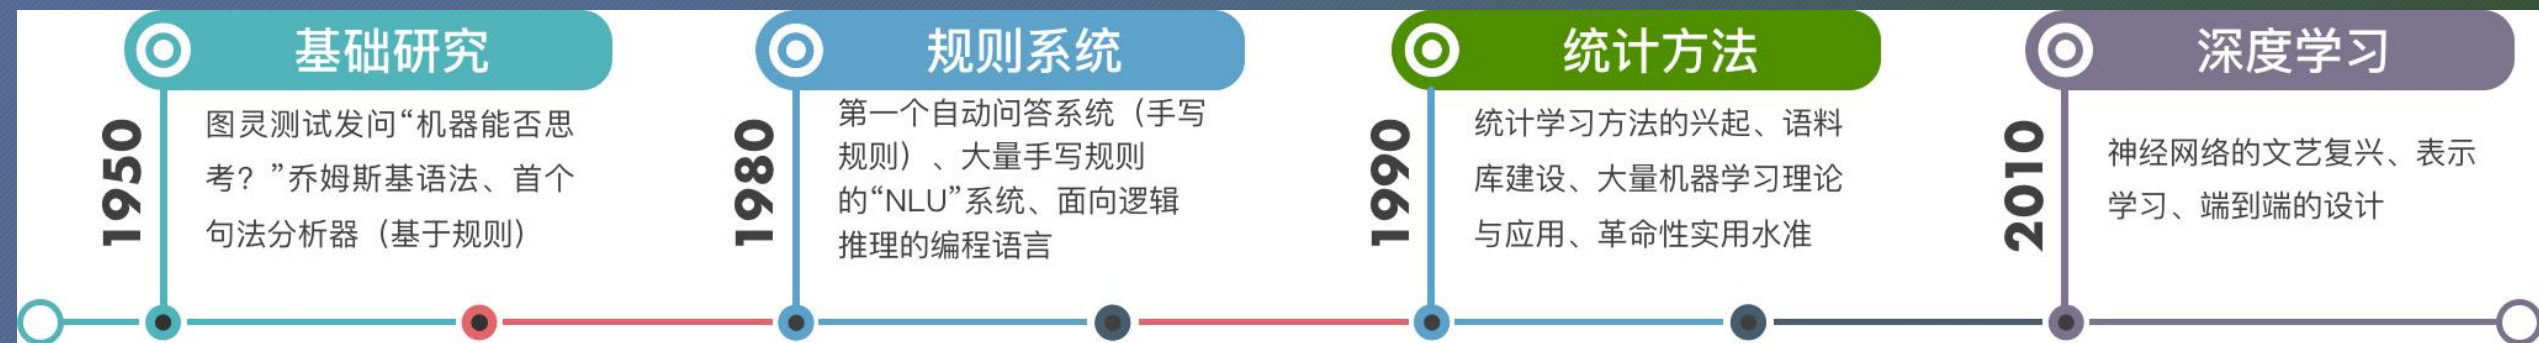 基础研究
1950
图灵测试发问“机器能否思
考？”乔姆斯基语法、首个
句法分析器（基于规则）
规则系统
1980
第一个自动问答系统（手写
规则）、大量手写规则
的“NLU”系统、面向逻辑
推理的编程语言
统计方法
1990
统计学习方法的兴起、语料
库建设、大量机器学习理论
与应用、革命性实用水准
深度学习
2010
神经网络的文艺复兴、表示
学习、端到端的设计